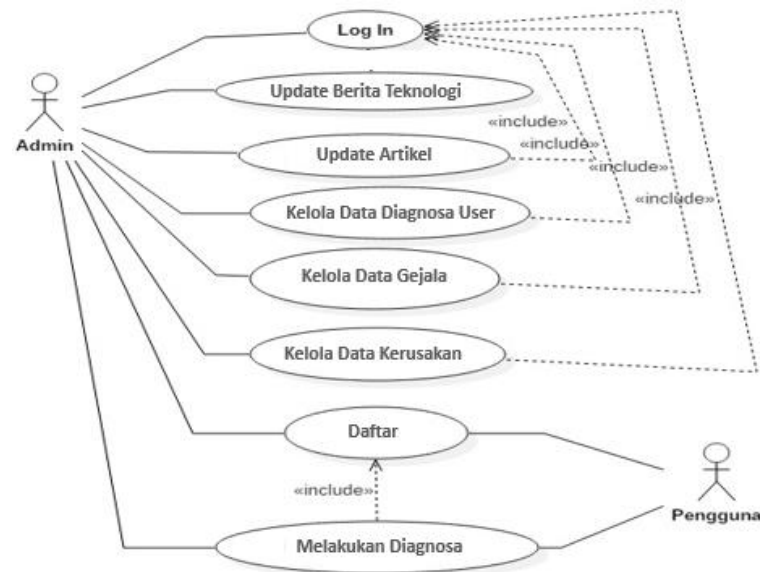 Log In
Update Berita Teknologi
Admin
«include»
Update Artikel
«include»
«include»
Kelola Data Diagnosa User
«include»
Kelola Data Gejala
Kelola Data Kerusakan
Daftar
«include»
Pengguna
Melakukan Diagnosa